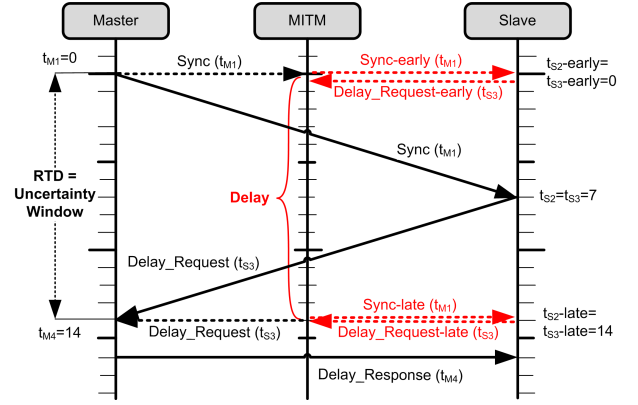 Master
MITM
Slave
tM1=0
Sync (tM1)
Sync-early (tM1)
tS2-early=
tS3-early=0
Delay_Request-early (tS3)
Sync (tM1)
RTD =
Uncertainty
Window
Delay
tS2=tS3=7
Delay_Request (tS3)
Sync-late (tM1)
tS2-late=
tS3-late=14
tM4=14
Delay_Request (tS3)
Delay_Request-late (tS3)
Delay_Response (tM4)